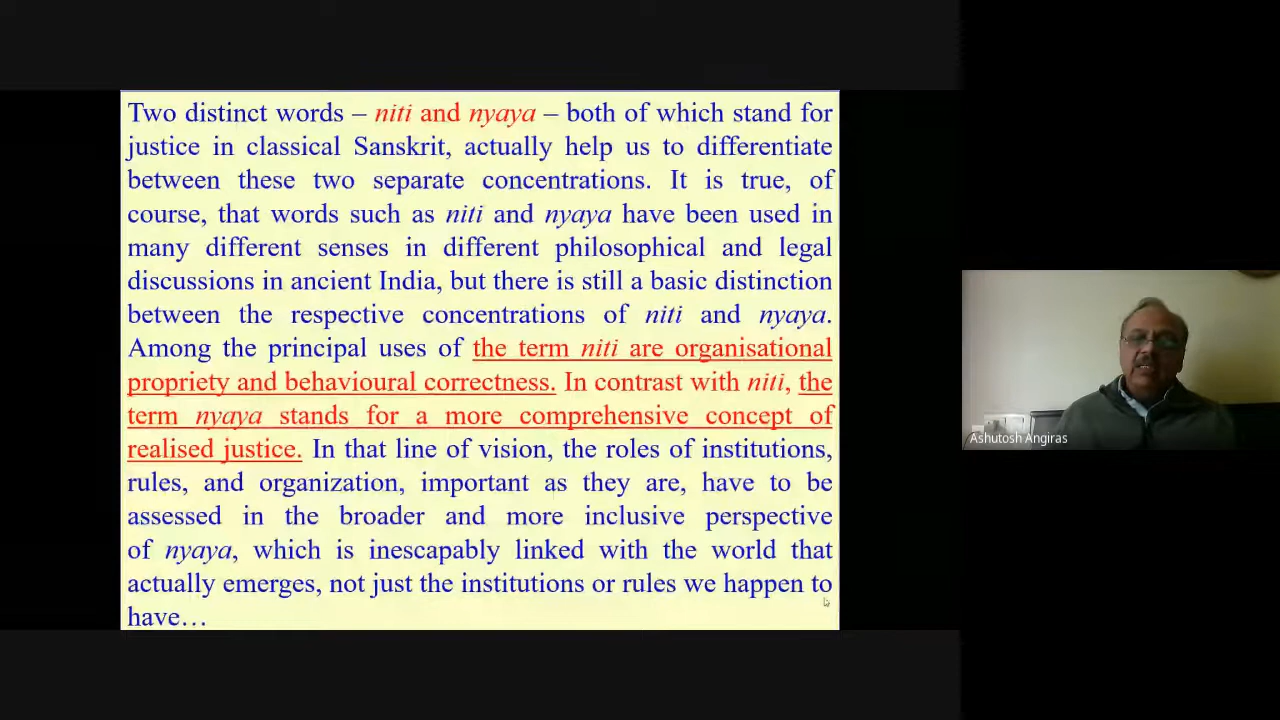 Two distinct words – niti and nyaya – both of which stand for
justice in classical Sanskrit, actually help us to differentiate
between these two separate concentrations. It is true, of
course, that words such as niti and nyaya have been used in
many different senses in different philosophical and legal
discussions in ancient India, but there is still a basic distinction
between the respective concentrations of niti and nyaya.
Among the principal uses of the term niti are organisational
propriety and behavioural correctness. In contrast with niti, the
term nyaya stands for a more comprehensive concept of
realised justice. In that line of vision, the roles of institutions,
rules, and organization, important as they are, have to be
assessed in the broader and more inclusive perspective
of nyaya, which is inescapably linked with the world that
actually emerges, not just the institutions or rules we happen to
have…
Ashutosh Angiras